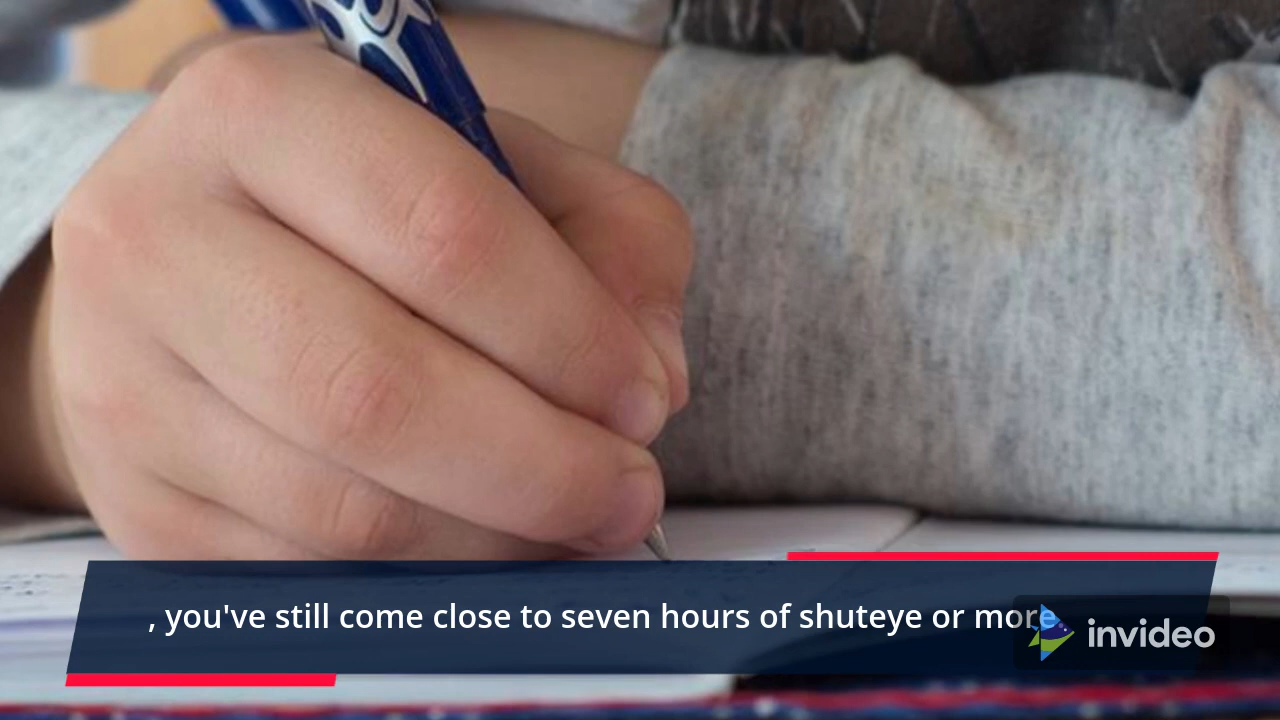 , you've still come close to seven hours of shuteye or more.
invideo